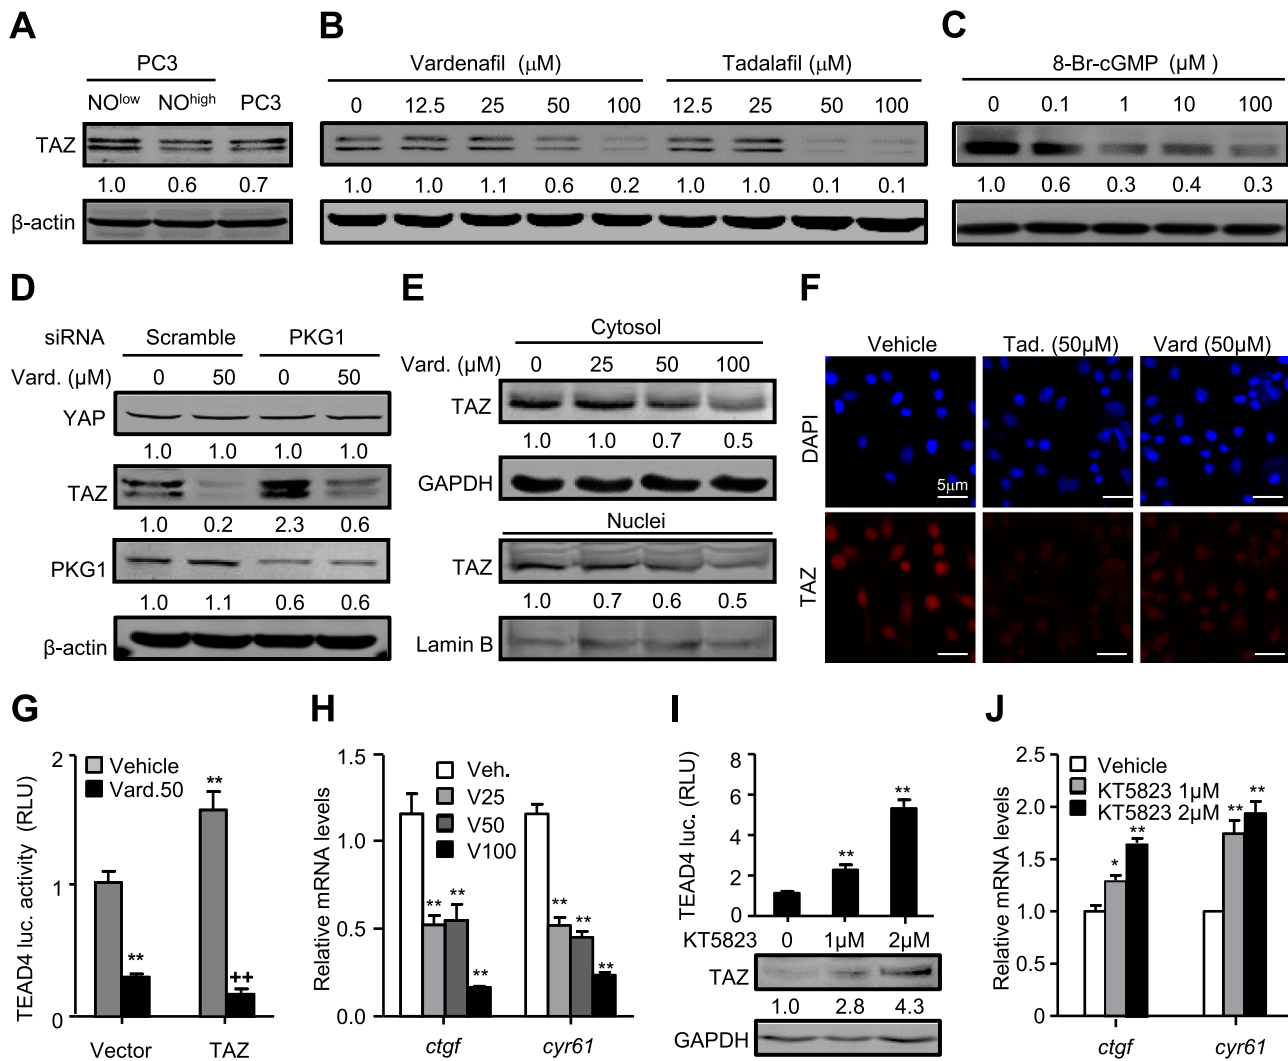 A
PC3
NOlow NOhigh PC3
TAZ
1.0 0.6 0.7
β-actin
B
Vardenafil (μM) Tadalafil (μM)
0 12.5 25 50 100 12.5 25 50 100
1.0 1.0 1.1 0.6 0.2 1.0 1.0 0.1 0.1
C
8-Br-cGMP (μM )
0 0.1 1 10 100
1.0 0.6 0.3 0.4 0.3
D
siRNA Scramble PKG1
Vard. (μM) 0 50 0 50
YAP
1.0 1.0 1.0 1.0
TAZ
1.0 0.2 2.3 0.6
PKG1
1.0 1.1 0.6 0.6
β-actin
E
Cytosol
Vard. (μM) 0 25 50 100
TAZ
1.0 1.0 0.7 0.5
GAPDH
Nuclei
TAZ
1.0 0.7 0.6 0.5
Lamin B
F
Vehicle Tad. (50μM) Vard (50μM)
DAPI
5μm
TAZ
G
TEAD4 luc. activity (RLU)
2
1
0
Vehicle
Vard.50
**
**
++
Vector TAZ
H
Relative mRNA levels
1.5
1.0
0.5
0.0
Veh.
V25
V50
V100
** ** **
** ** **
ctgf cyr61
I
TEAD4 luc. (RLU)
8
6
4
2
0
**
**
KT5823 0 1μM 2μM
TAZ
1.0 2.8 4.3
GAPDH
J
Relative mRNA levels
2.5
2.0
1.5
1.0
0.5
0.0
Vehicle
KT5823 1μM
KT5823 2μM
* **
** **
ctgf cyr61